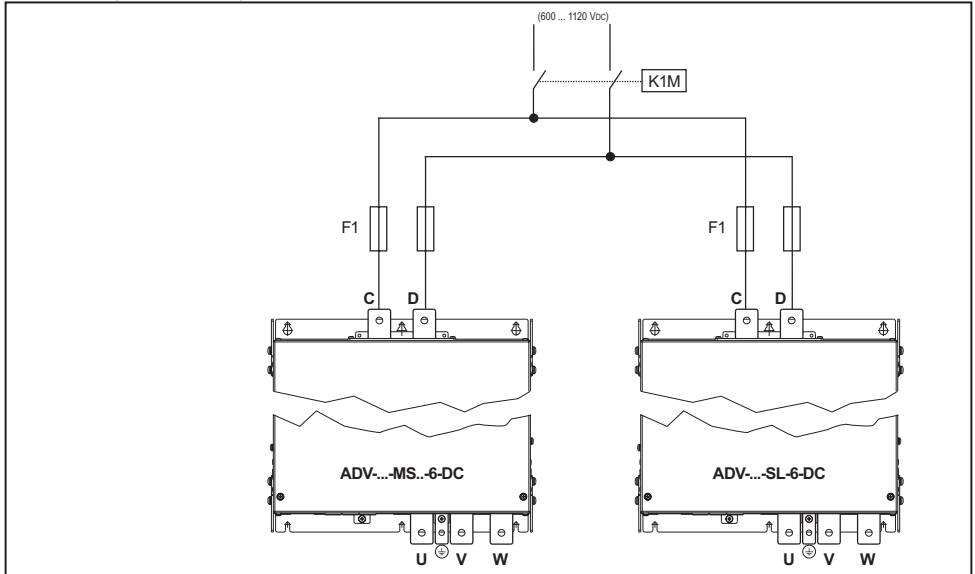 (600 ... 1120 VDC)
K1M
F1
F1
C D
C D
ADV-...-MS..-6-DC
ADV-...-SL-6-DC
U V W
U V W